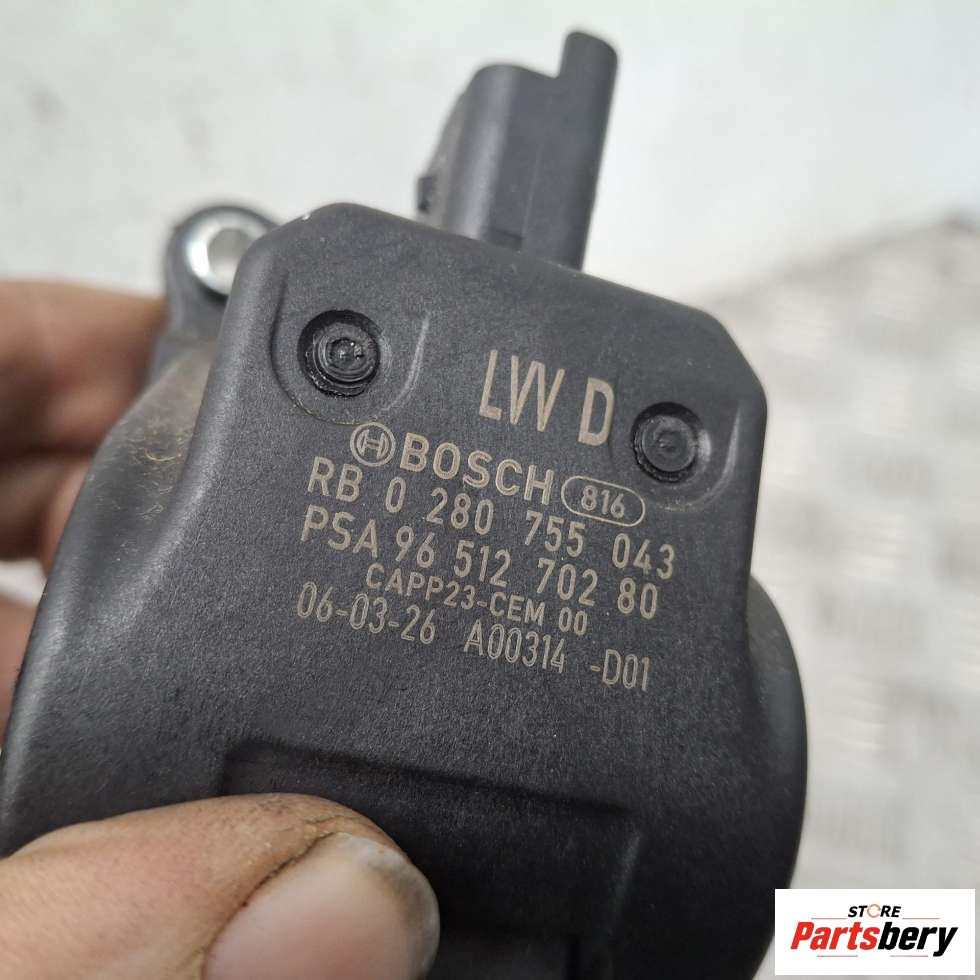 LW D
BOSCH 816
RB 0 280 755 043
PSA 96 512 702 80
CAPP23-CEM 00
06-03-26 A00314 -D01
STORE
Partsbery